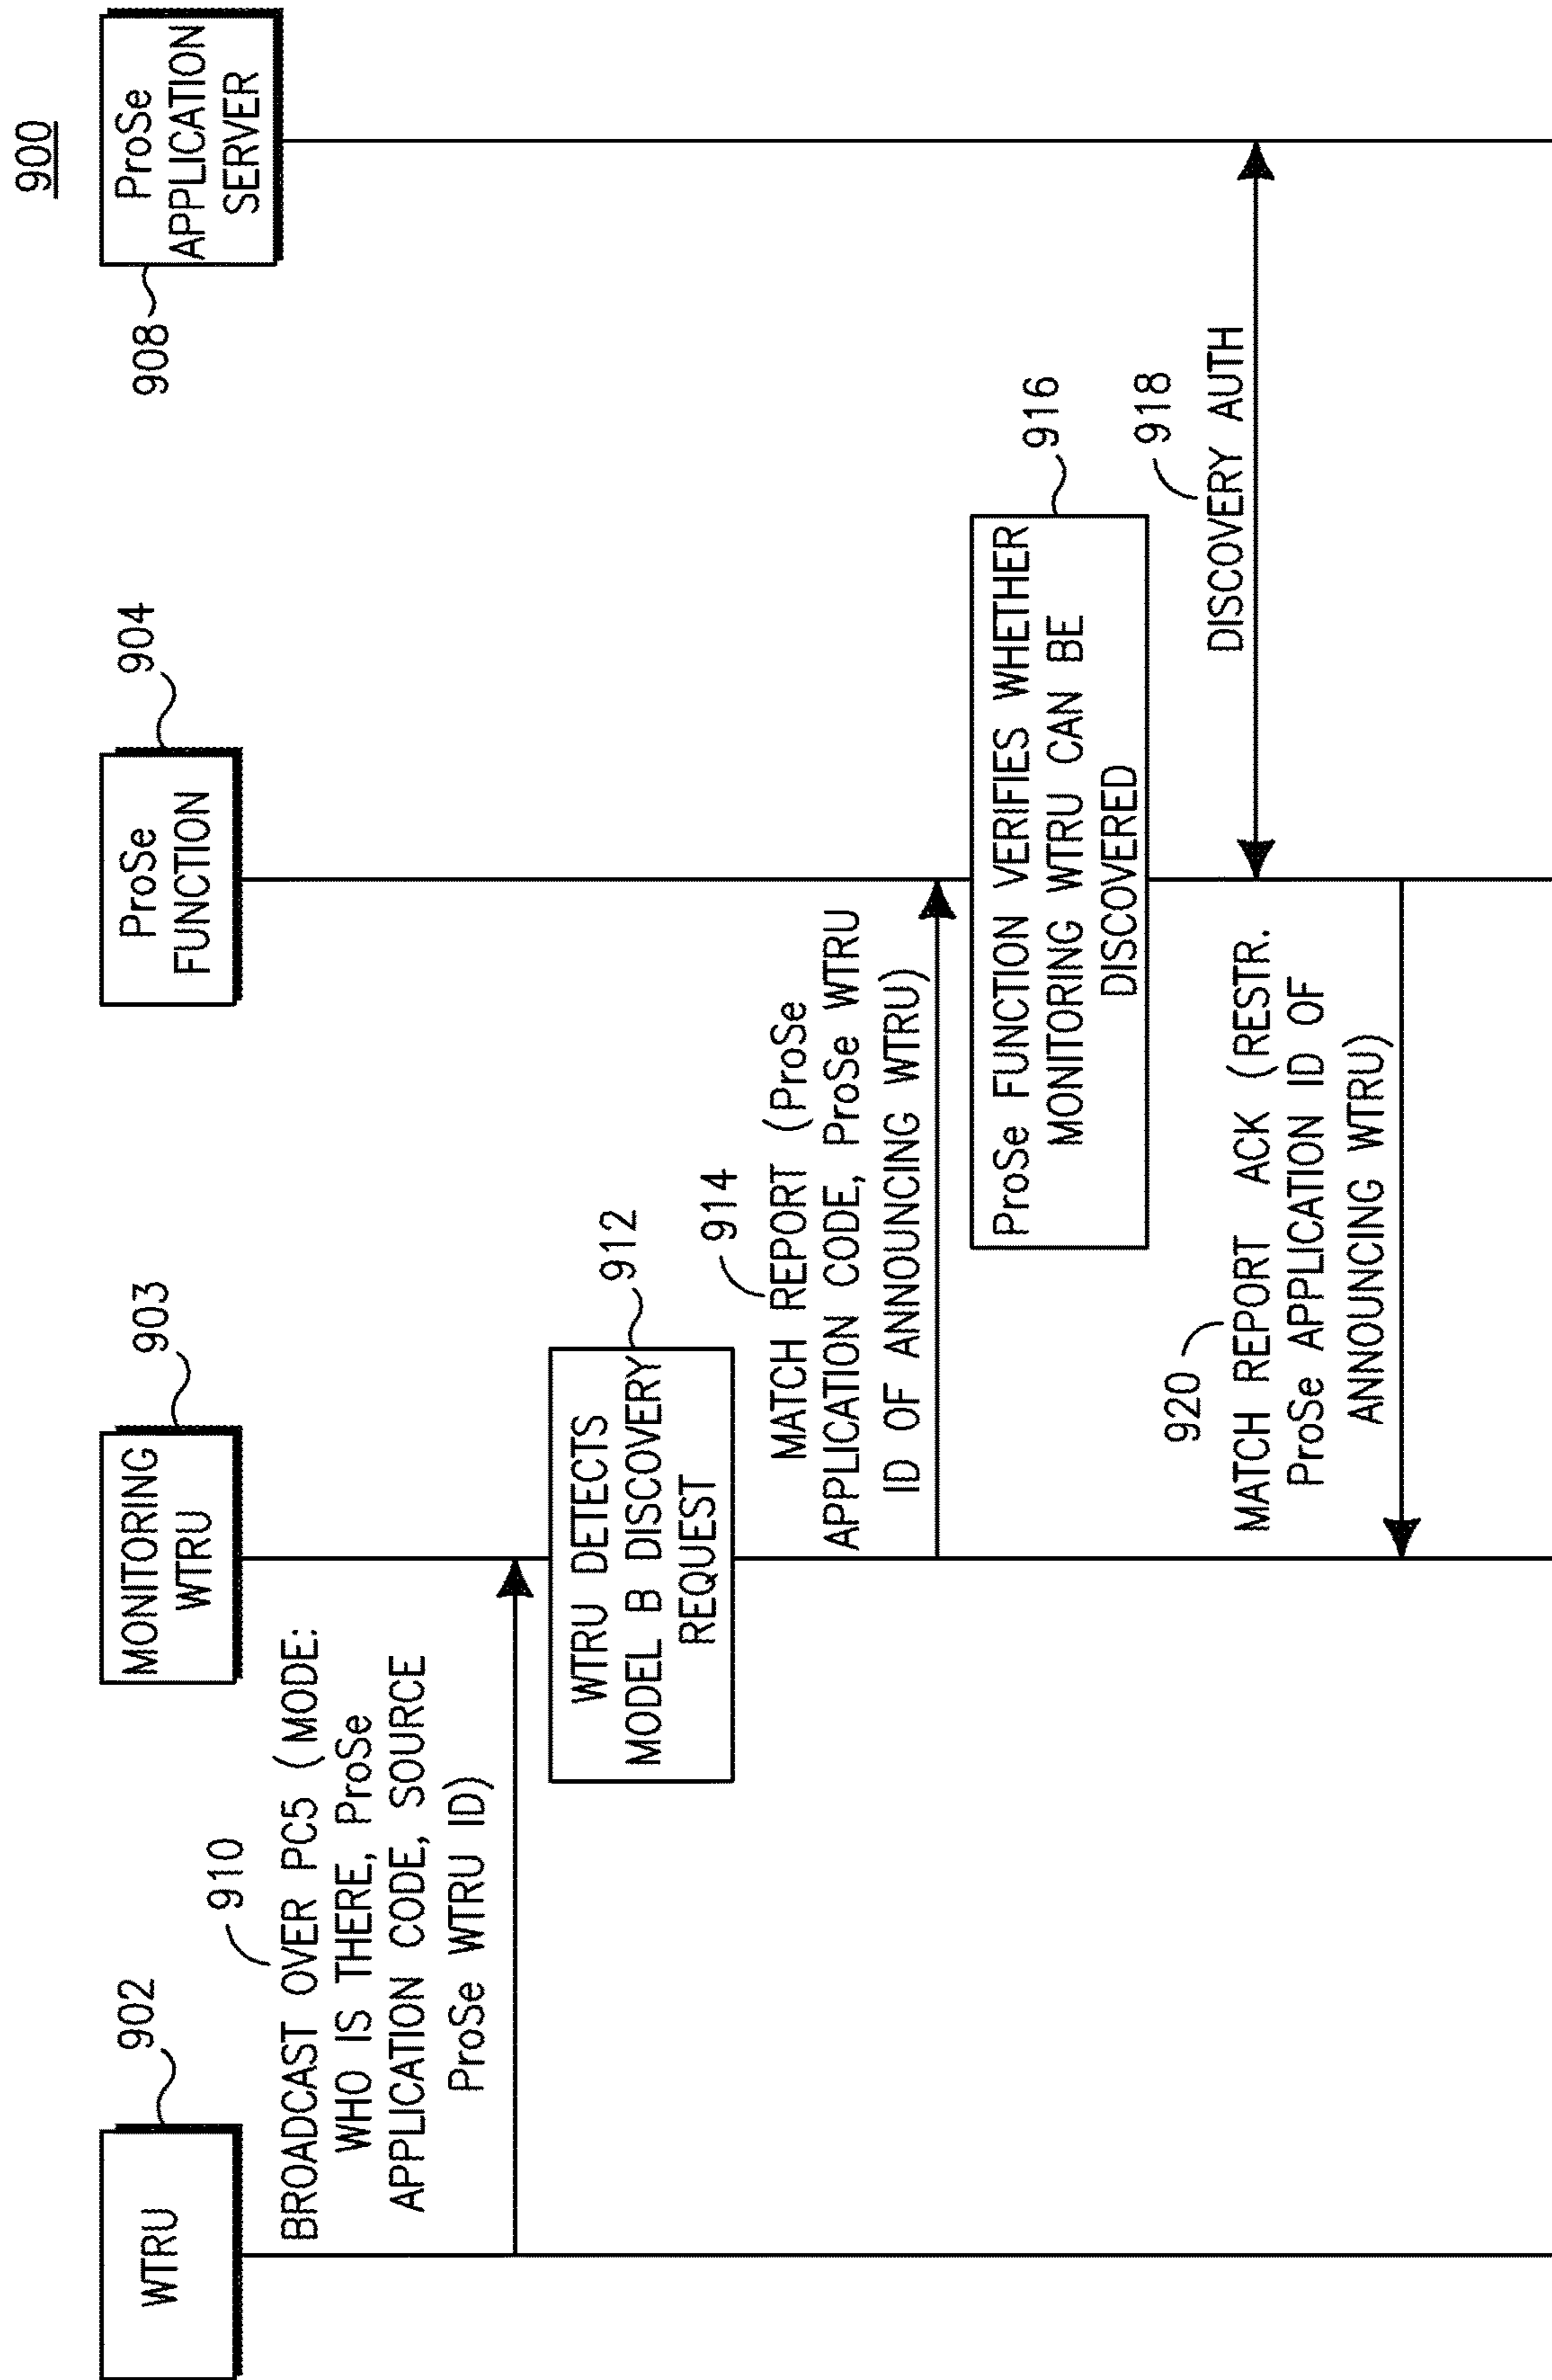 900
WTRU
902
MONITORING
WTRU
903
ProSe
FUNCTION
904
ProSe
APPLICATION
SERVER
908
910
BROADCAST OVER PC5 (MODE:
WHO IS THERE, ProSe
APPLICATION CODE, SOURCE
ProSe WTRU ID)
WTRU DETECTS
MODEL B DISCOVERY
REQUEST
912
914
MATCH REPORT (ProSe
APPLICATION CODE, ProSe WTRU
ID OF ANNOUNCING WTRU)
ProSe FUNCTION VERIFIES WHETHER
MONITORING WTRU CAN BE
DISCOVERED
916
918
DISCOVERY AUTH
920
MATCH REPORT ACK (RESTR.
ProSe APPLICATION ID OF
ANNOUNCING WTRU)